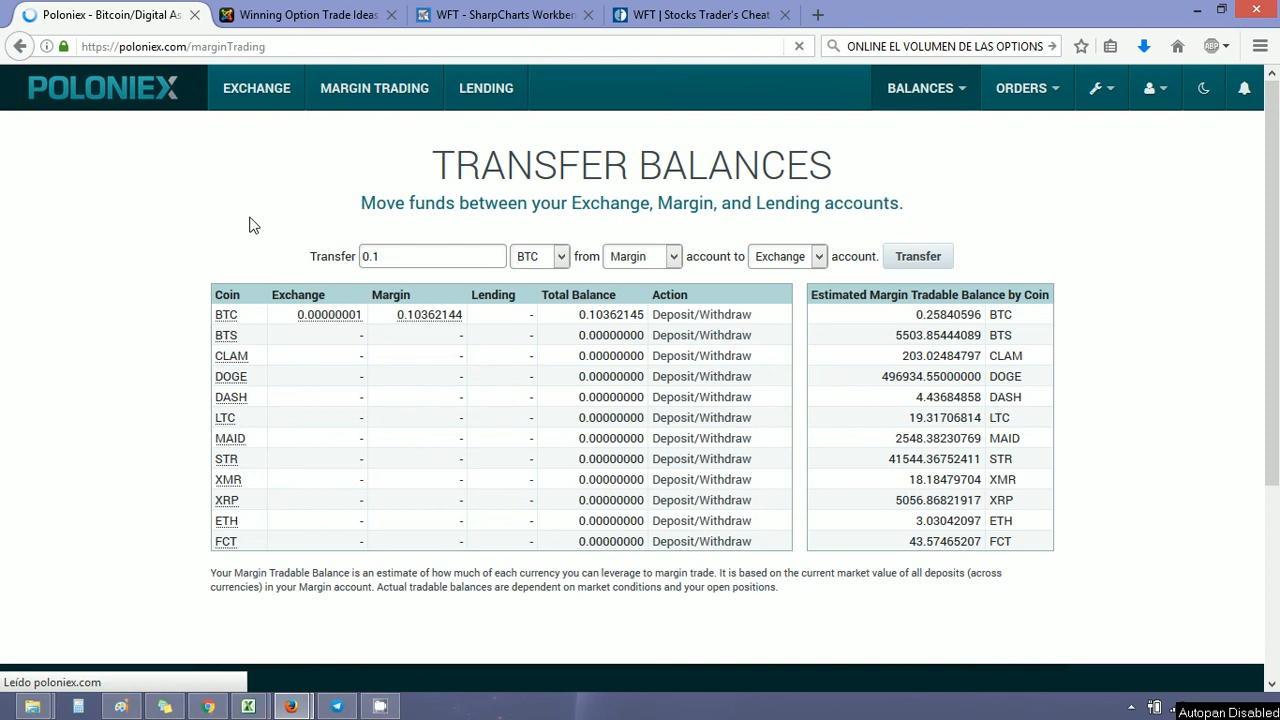 Poloniex - Bitcoin/Digital As
Winning Option Trade Ideas
WFT - SharpCharts Workben
WFT | Stocks Trader's Cheat
https://poloniex.com/marginTrading
ONLINE EL VOLUMEN DE LAS OPTIONS
ABP
POLONIEX
EXCHANGE
MARGIN TRADING
LENDING
BALANCES
ORDERS
TRANSFER BALANCES
Move funds between your Exchange, Margin, and Lending accounts.
Transfer 0.1 BTC from Margin account to Exchange account. Transfer
Coin Exchange Margin Lending Total Balance Action
BTC 0.00000001 0.10362144 - 0.10362145 Deposit/Withdraw
BTS - - - 0.00000000 Deposit/Withdraw
CLAM - - - 0.00000000 Deposit/Withdraw
DOGE - - - 0.00000000 Deposit/Withdraw
DASH - - - 0.00000000 Deposit/Withdraw
LTC - - - 0.00000000 Deposit/Withdraw
MAID - - - 0.00000000 Deposit/Withdraw
STR - - - 0.00000000 Deposit/Withdraw
XMR - - - 0.00000000 Deposit/Withdraw
XRP - - - 0.00000000 Deposit/Withdraw
ETH - - - 0.00000000 Deposit/Withdraw
FCT - - - 0.00000000 Deposit/Withdraw
Estimated Margin Tradable Balance by Coin
0.25840596 BTC
5503.85444089 BTS
203.02484797 CLAM
496934.55000000 DOGE
4.43684858 DASH
19.31706814 LTC
2548.38230769 MAID
41544.36752411 STR
18.18479704 XMR
5056.86821917 XRP
3.03042097 ETH
43.57465207 FCT
Your Margin Tradable Balance is an estimate of how much of each currency you can leverage to margin trade. It is based on the current market value of all deposits (across
currencies) in your Margin account. Actual tradable balances are dependent on market conditions and your open positions.
Leído poloniex.com
Autopan Disabled